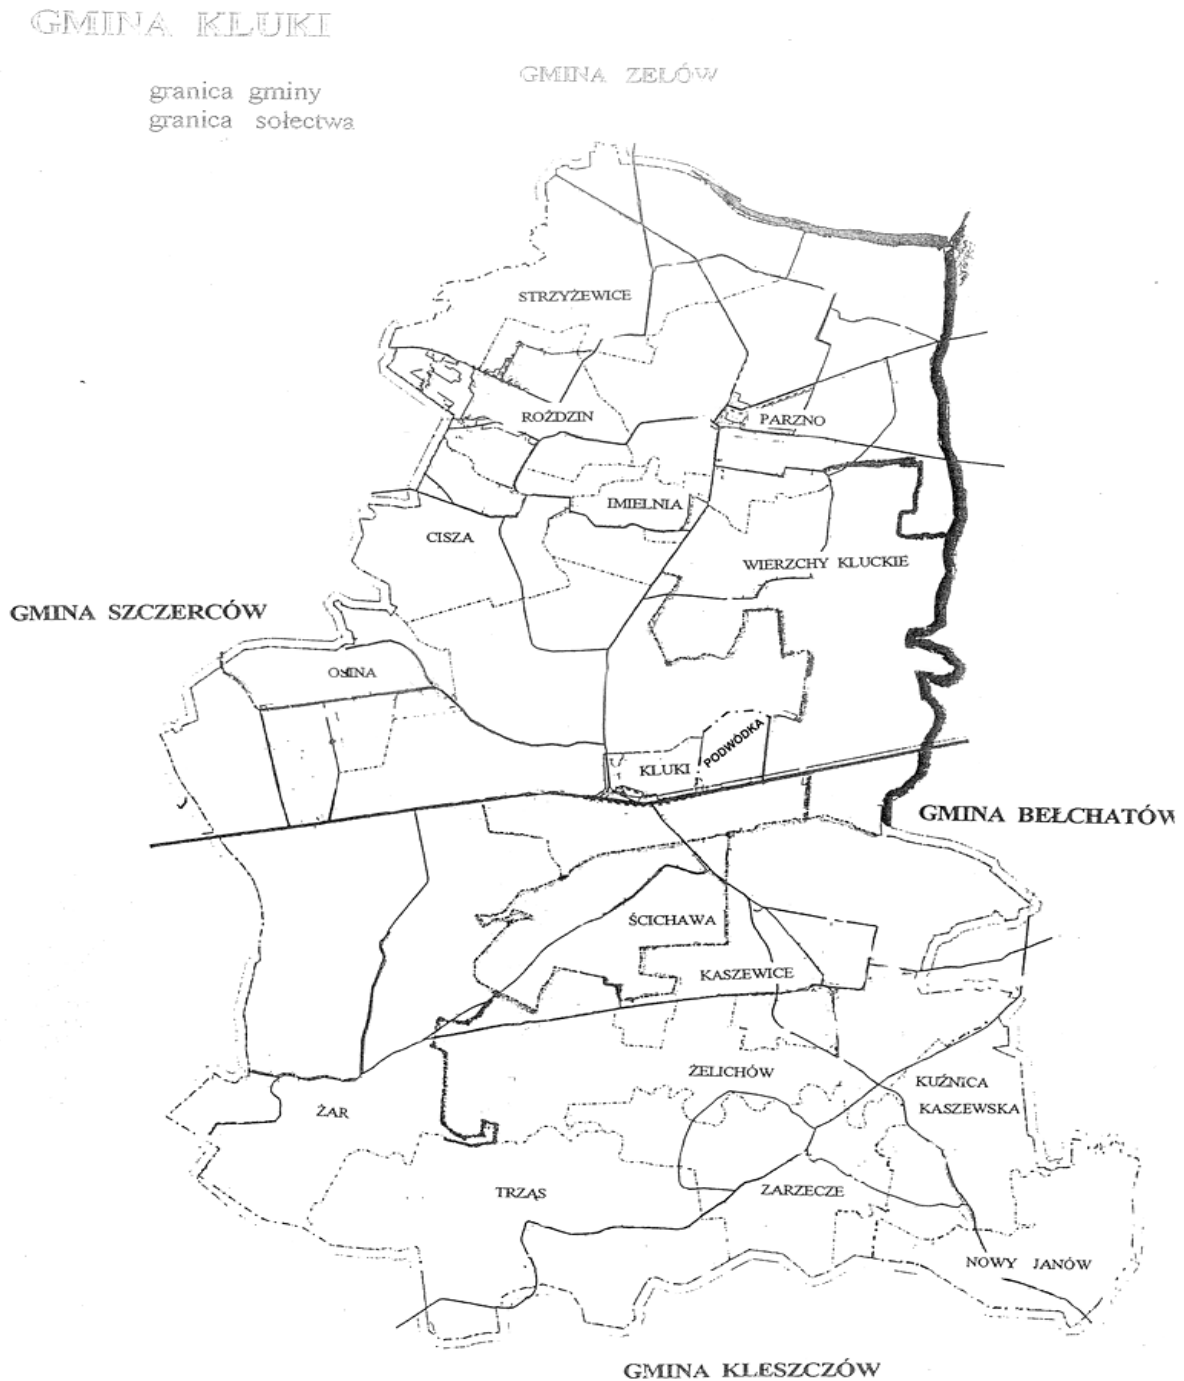 GMINA KLUKI
GMINA ZELÓW
granica gminy
granica sołectwa
STRZYŻEWICE
ROŹDZIN
PARZNO
IMIELNIA
CISZA
WIERZCHY KLUCKIE
GMINA SZCZERCÓW
OSINA
PODWÓDKA
KLUKI
GMINA BEŁCHATÓW
ŚCICHAWA
KASZEWICE
ŻELICHÓW
KUŹNICA
KASZEWSKA
ŻAR
TRZĄS
ZARZECZE
NOWY JANÓW
GMINA KLESZCZÓW